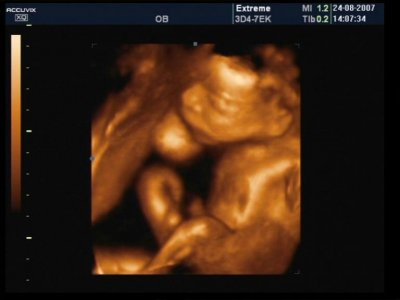 ACCUVIX
XQ
OB
Extreme
3D4-7EK
MI 1.2
TIb 0.2
24-08-2007
14:07:34